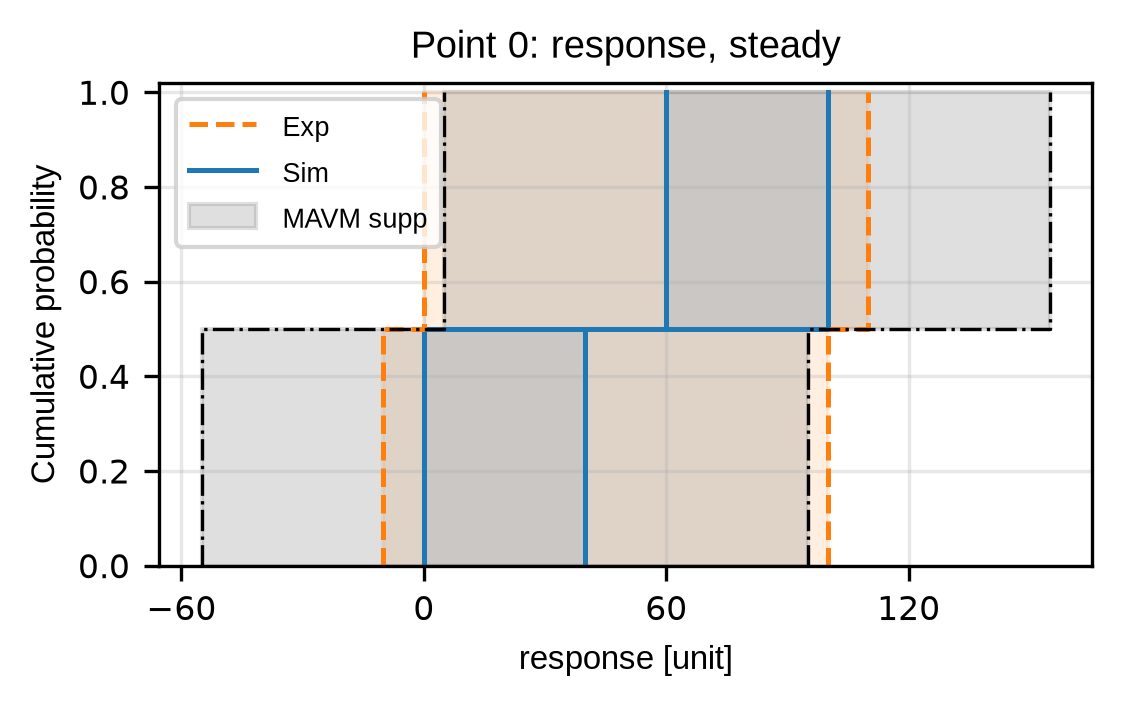 Point 0: response, steady
Cumulative probability
1.0
0.8
0.6
0.4
0.2
0.0
Exp
Sim
MAVM supp
−60
0
60
120
response [unit]